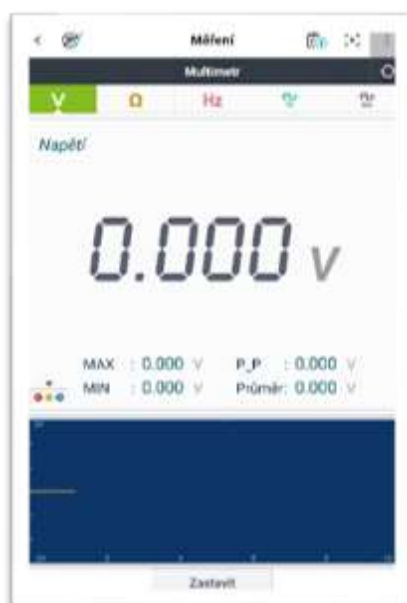 Měření
Multimetr
V Ω Hz
Napětí
0.000 V
MAX : 0.000 V P_P : 0.000 V
MIN : 0.000 V Průměr: 0.000 V
Zastavit